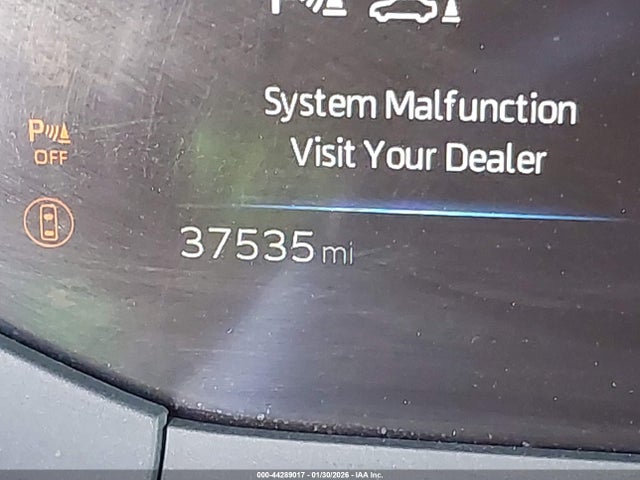 P
System Malfunction
Visit Your Dealer
P
OFF
37535 mi
000-44289017 - 01/30/2026 - IAA Inc.